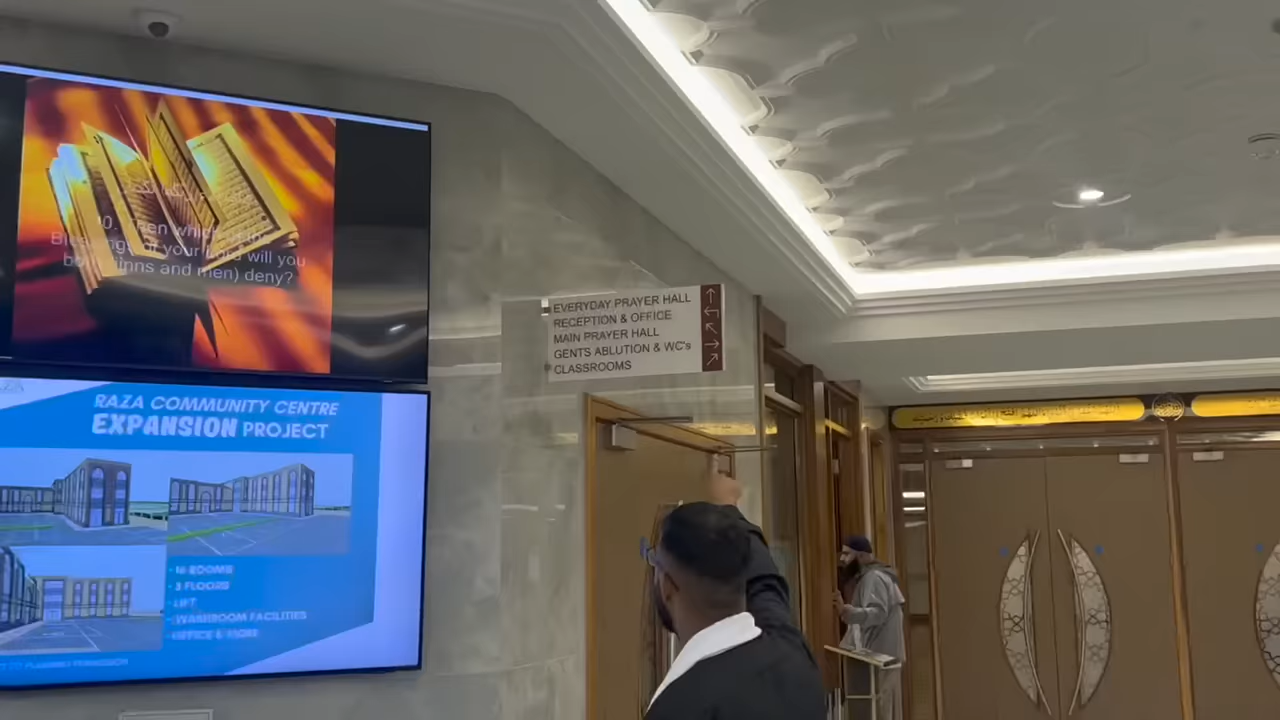 Then which of the
Blessings of your Lord will you
both (jinns and men) deny?
RAZA COMMUNITY CENTRE
EXPANSION PROJECT
- 16 ROOMS
- 3 FLOORS
- LIFT
- WASHROOM FACILITIES
- OFFICE & MORE
EVERYDAY PRAYER HALL
RECEPTION & OFFICE
MAIN PRAYER HALL
GENTS ABLUTION & WC's
CLASSROOMS